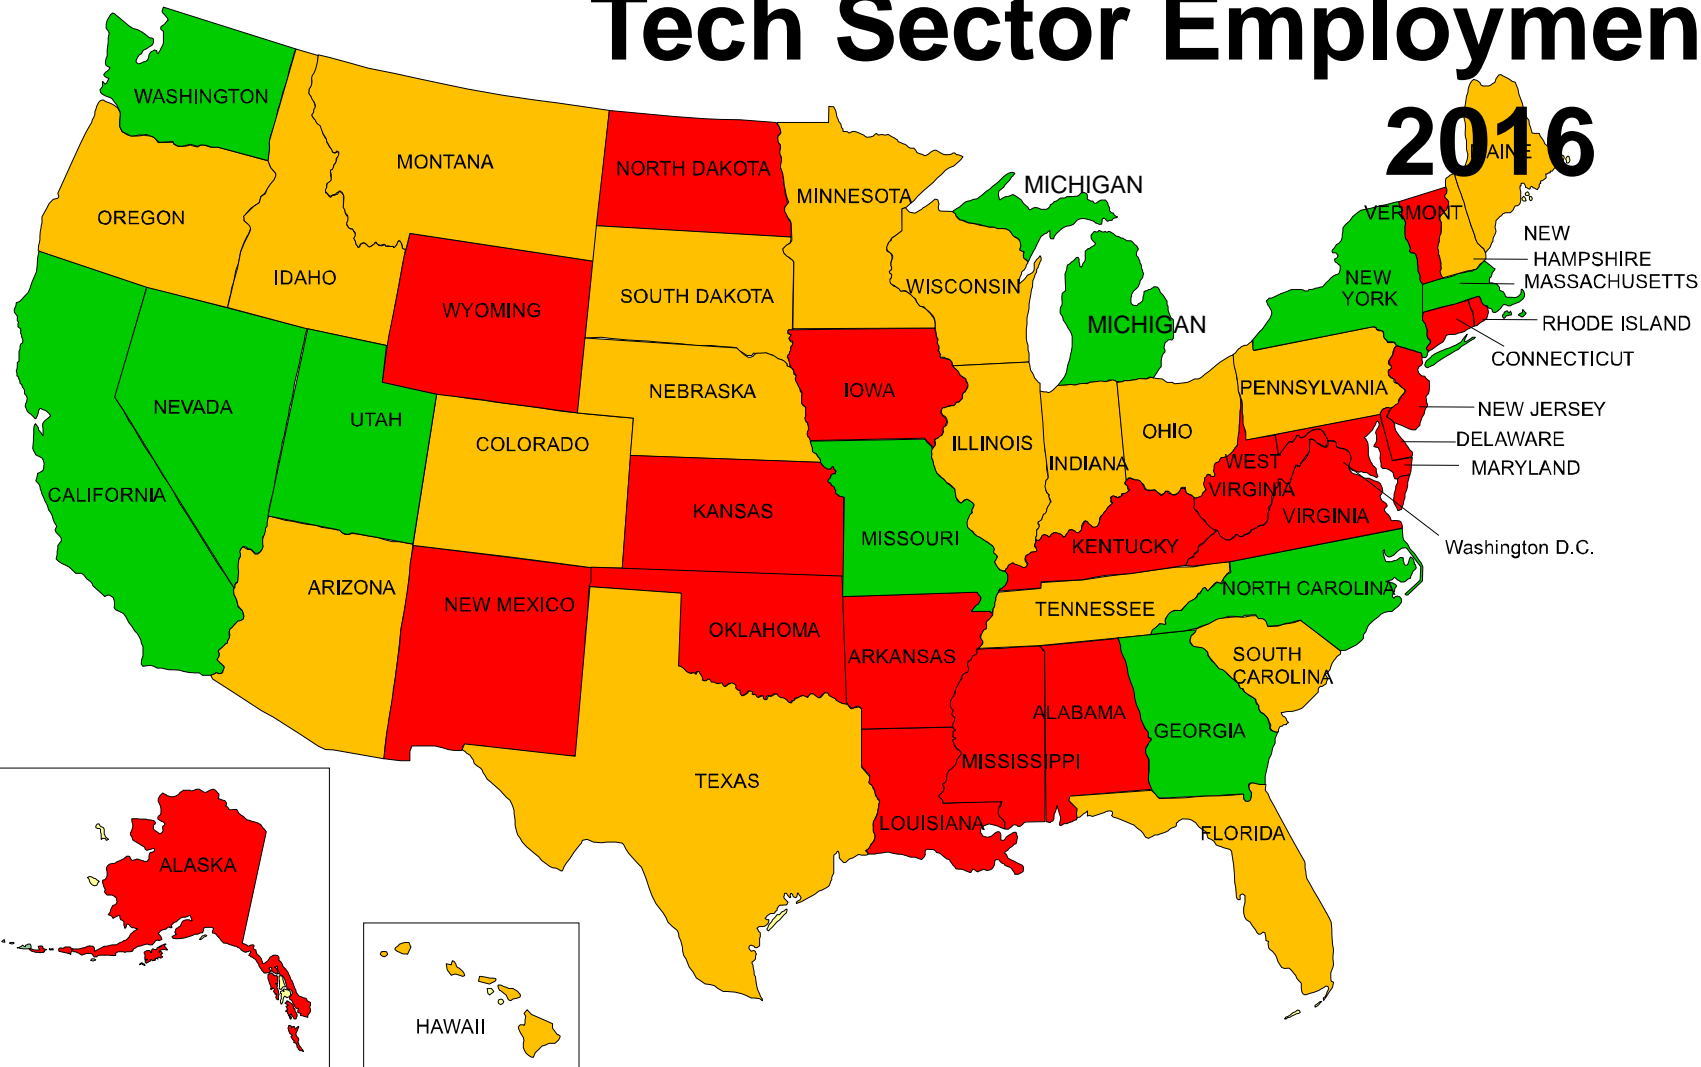 Tech Sector Employmen
2016
WASHINGTON
MONTANA
NORTH DAKOTA
MINNESOTA
MICHIGAN
AINE
OREGON
IDAHO
VERMONT
NEW
HAMPSHIRE
MASSACHUSETTS
WYOMING
SOUTH DAKOTA
WISCONSIN
NEW
YORK
MICHIGAN
RHODE ISLAND
CONNECTICUT
NEVADA
UTAH
COLORADO
NEBRASKA
IOWA
ILLINOIS
INDIANA
OHIO
PENNSYLVANIA
NEW JERSEY
DELAWARE
MARYLAND
CALIFORNIA
KANSAS
MISSOURI
KENTUCKY
WEST
VIRGINIA
VIRGINIA
Washington D.C.
ARIZONA
NEW MEXICO
OKLAHOMA
ARKANSAS
TENNESSEE
NORTH CAROLINA
SOUTH
CAROLINA
ALABAMA
GEORGIA
MISSISSIPPI
TEXAS
LOUISIANA
FLORIDA
ALASKA
HAWAII